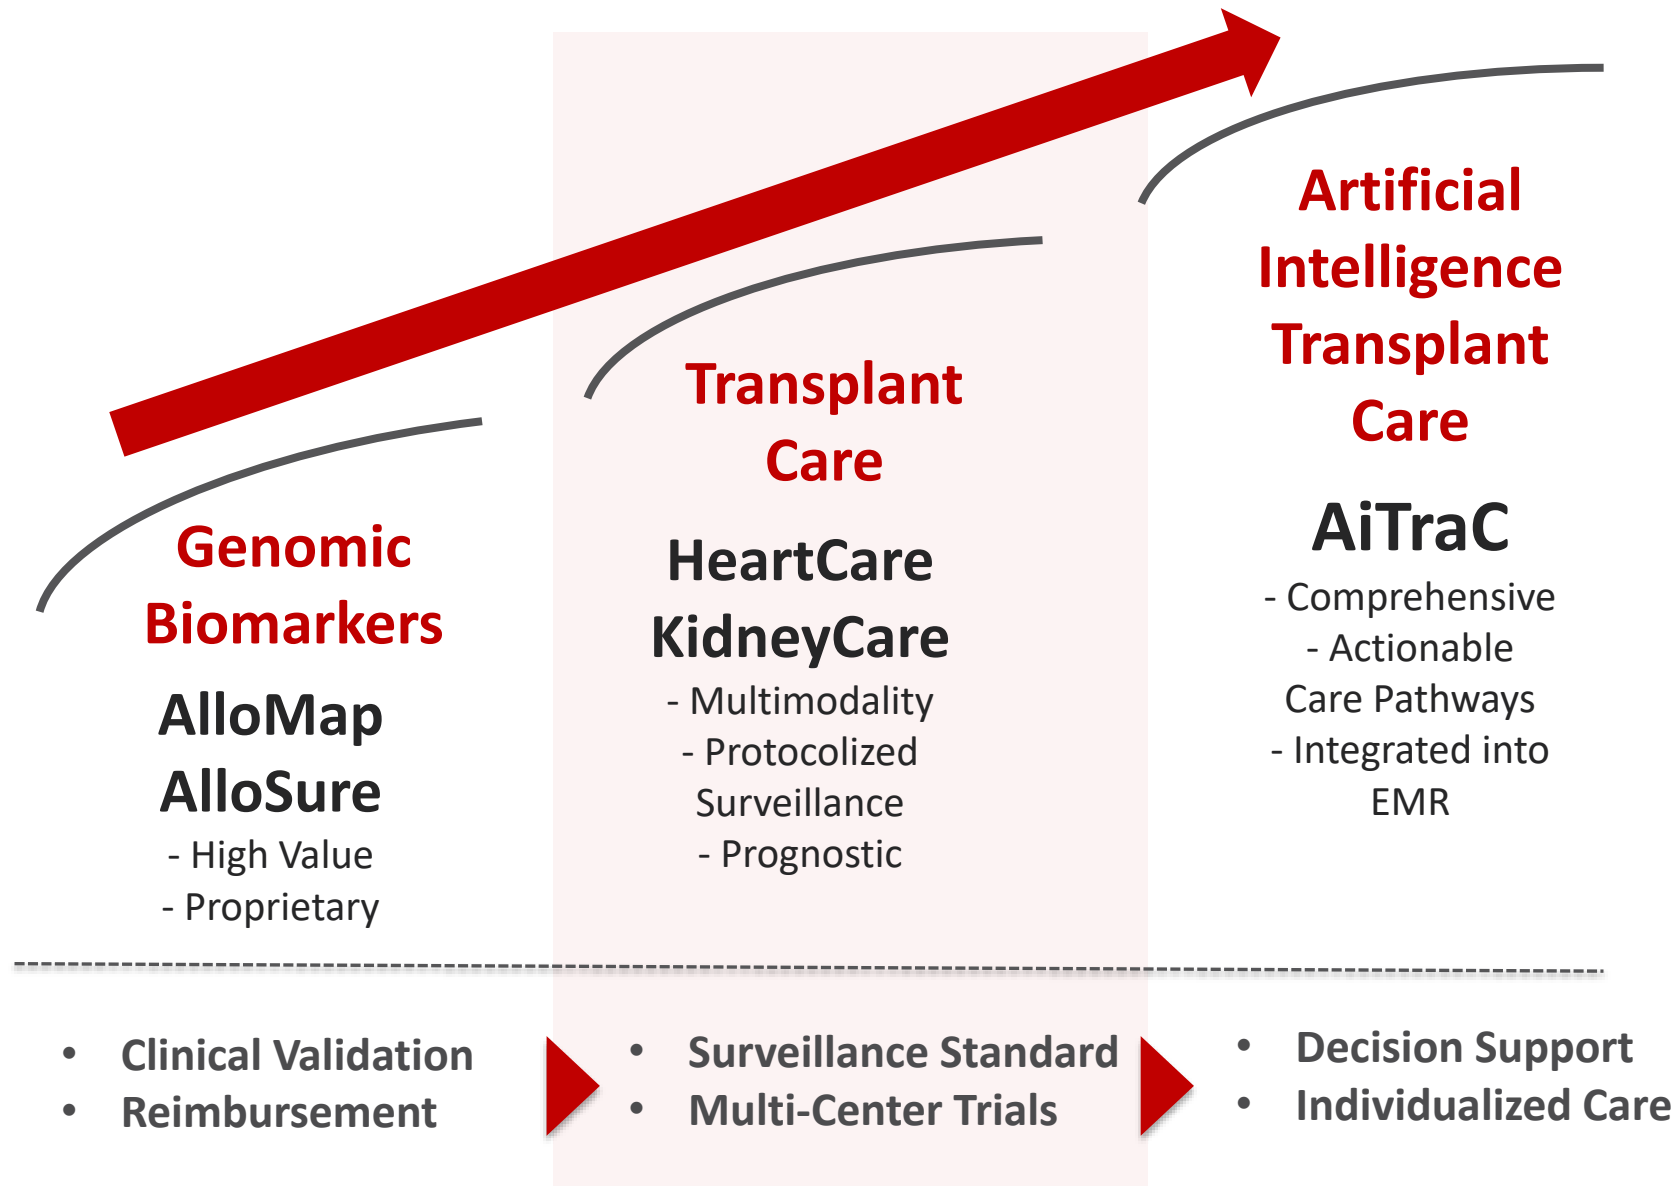 Genomic
Biomarkers
AlloMap
AlloSure
- High Value
- Proprietary
Transplant
Care
HeartCare
KidneyCare
- Multimodality
- Protocolized
Surveillance
- Prognostic
Artificial
Intelligence
Transplant
Care
AiTraC
- Comprehensive
- Actionable
Care Pathways
- Integrated into
EMR
• Clinical Validation
• Reimbursement
• Surveillance Standard
• Multi-Center Trials
• Decision Support
• Individualized Care